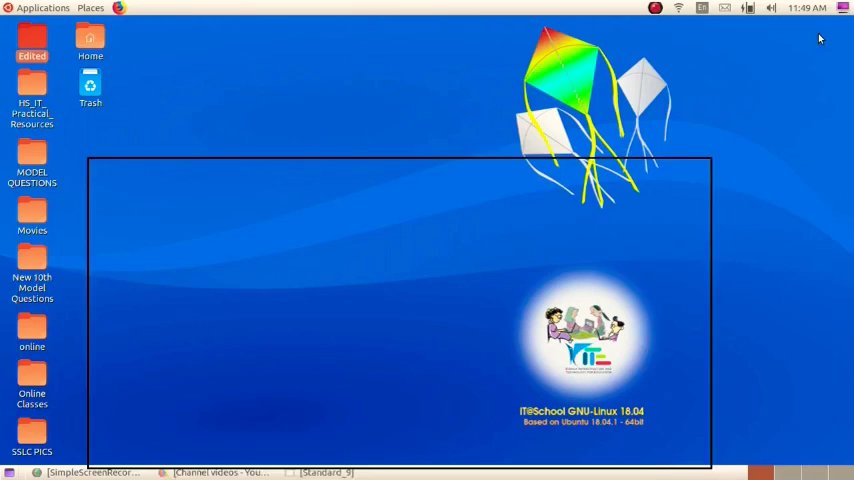 Applications Places
En 11:49 AM
Edited
Home
HS_IT_
Practical_
Resources
Trash
MODEL
QUESTIONS
Movies
New 10th
Model
Questions
online
Online
Classes
SSLC PICS
KITE
IT@School GNU-Linux 18.04
Based on Ubuntu 18.04.1 - 64bit
[SimpleScreenRecor... [Channel videos - You... [Standard_9]